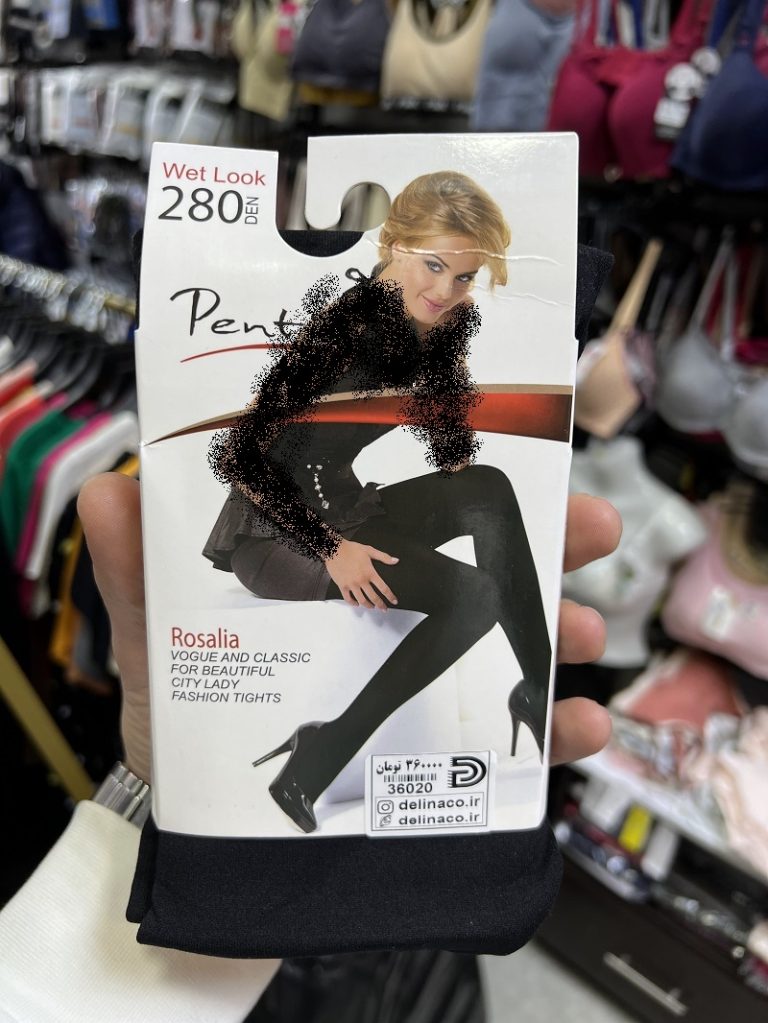 Wet Look
280 DEN
Rosalia
VOGUE AND CLASSIC
FOR BEAUTIFUL
CITY LADY
FASHION TIGHTS
۳۶۰۰۰۰ تومان
36020
delinaco.ir
delinaco.ir